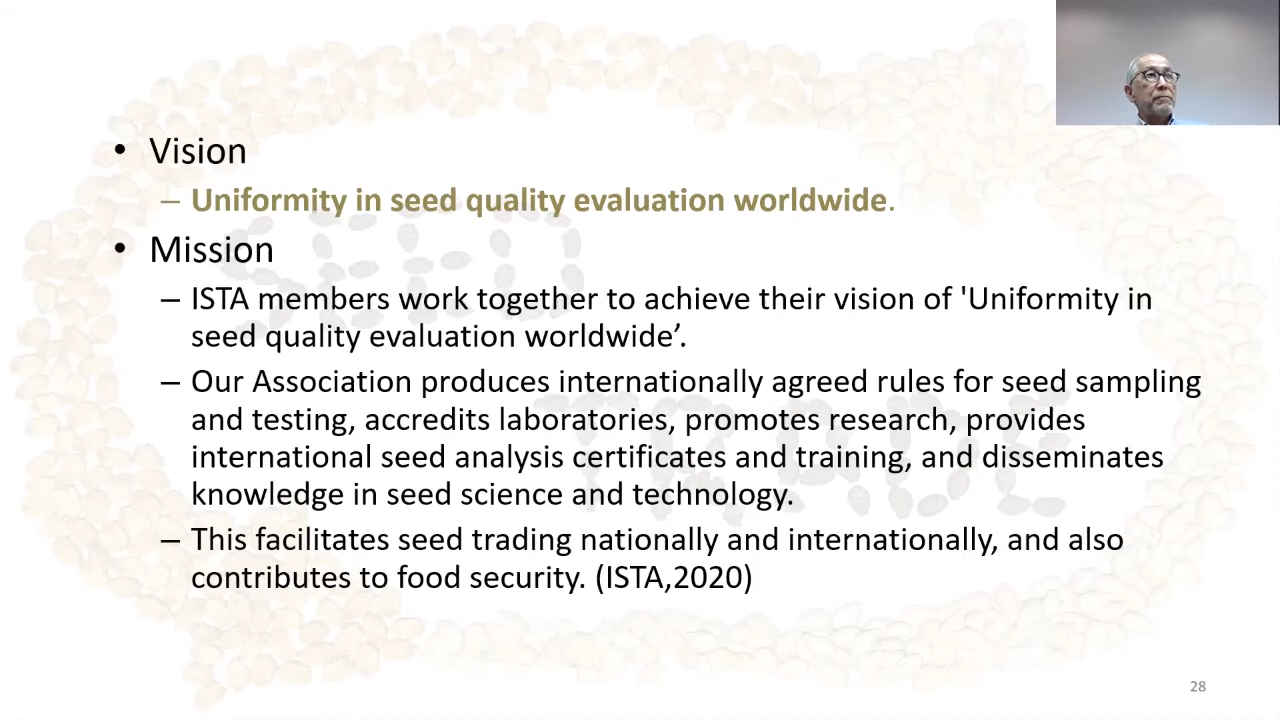 • Vision
– Uniformity in seed quality evaluation worldwide.
• Mission
– ISTA members work together to achieve their vision of 'Uniformity in
seed quality evaluation worldwide’.
– Our Association produces internationally agreed rules for seed sampling
and testing, accredits laboratories, promotes research, provides
international seed analysis certificates and training, and disseminates
knowledge in seed science and technology.
– This facilitates seed trading nationally and internationally, and also
contributes to food security. (ISTA,2020)
SEED
TRADE
28